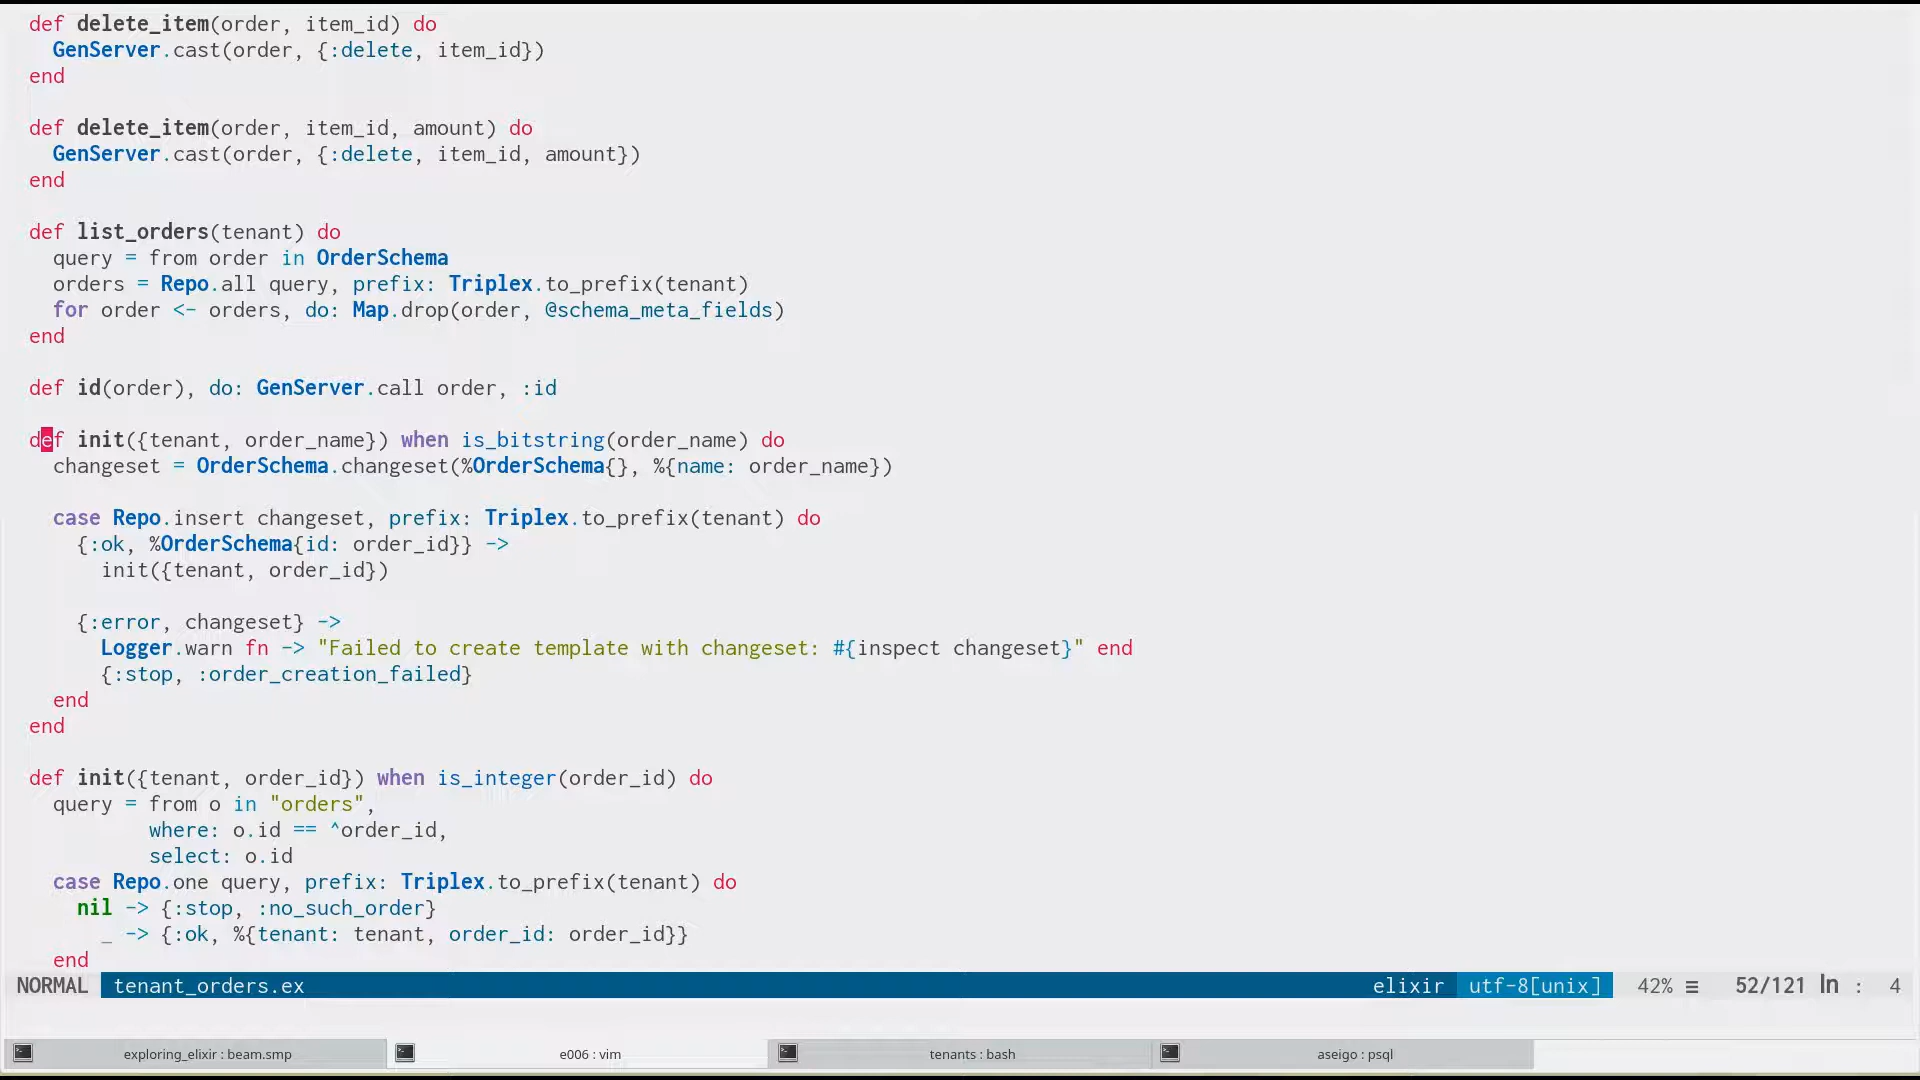 def delete_item(order, item_id) do
GenServer.cast(order, {:delete, item_id})
end
def delete_item(order, item_id, amount) do
GenServer.cast(order, {:delete, item_id, amount})
end
def list_orders(tenant) do
query = from order in OrderSchema
orders = Repo.all query, prefix: Triplex.to_prefix(tenant)
for order <- orders, do: Map.drop(order, @schema_meta_fields)
end
def id(order), do: GenServer.call order, :id
def init({tenant, order_name}) when is_bitstring(order_name) do
changeset = OrderSchema.changeset(%OrderSchema{}, %{name: order_name})
case Repo.insert changeset, prefix: Triplex.to_prefix(tenant) do
{:ok, %OrderSchema{id: order_id}} ->
init({tenant, order_id})
{:error, changeset} ->
Logger.warn fn -> "Failed to create template with changeset: #{inspect changeset}" end
{:stop, :order_creation_failed}
end
end
def init({tenant, order_id}) when is_integer(order_id) do
query = from o in "orders",
where: o.id == ^order_id,
select: o.id
case Repo.one query, prefix: Triplex.to_prefix(tenant) do
nil -> {:stop, :no_such_order}
_ -> {:ok, %{tenant: tenant, order_id: order_id}}
end
NORMAL tenant_orders.ex elixir utf-8[unix] 42% ≡ 52/121 ln : 4
exploring_elixir : beam.smp e006 : vim tenants : bash aseigo : psql